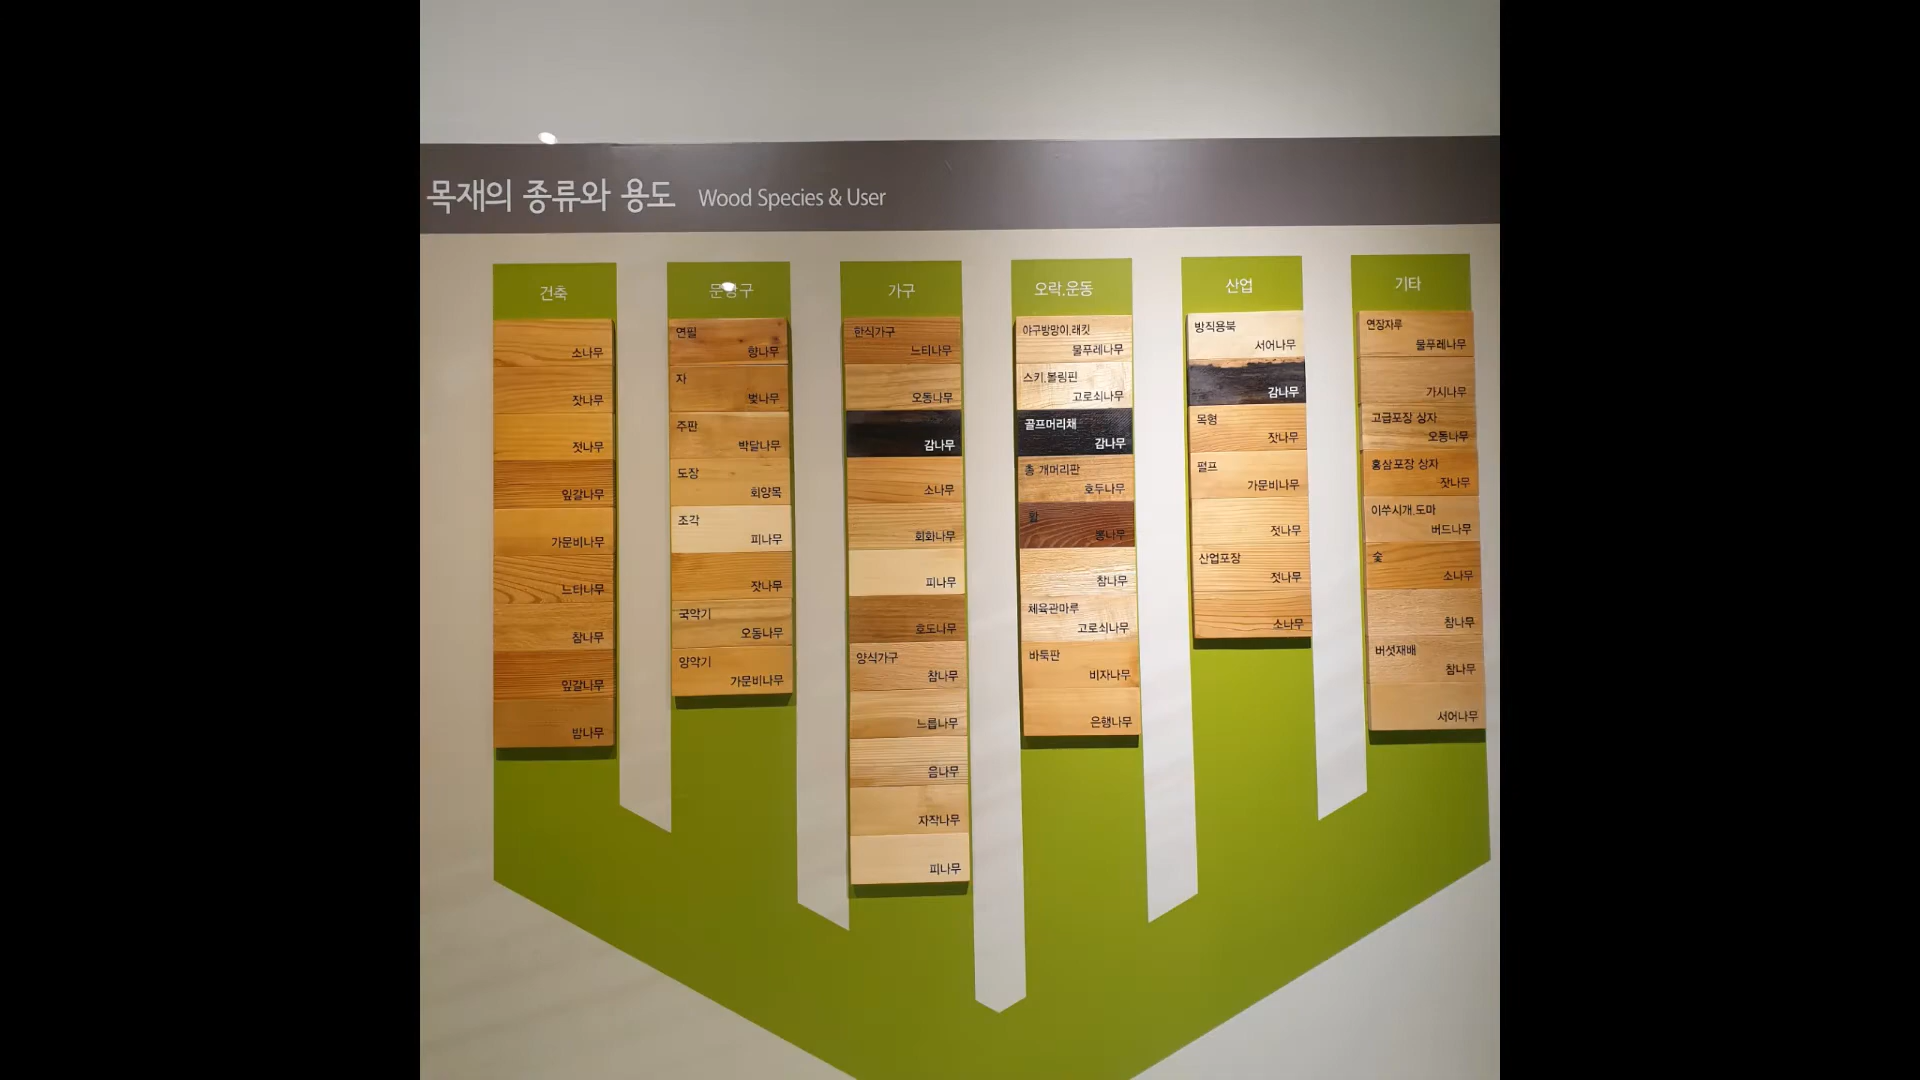 목재의 종류와 용도 Wood Species & User
건축
소나무
잣나무
젓나무
잎갈나무
가문비나무
느티나무
참나무
잎갈나무
밤나무
문방구
연필
향나무
자
벚나무
주판
박달나무
도장
회양목
조각
피나무
잣나무
국악기
오동나무
양악기
가문비나무
가구
한식가구
느티나무
오동나무
감나무
소나무
회화나무
피나무
호도나무
양식가구
참나무
느릅나무
음나무
자작나무
피나무
오락.운동
야구방망이.래킷
물푸레나무
스키.볼링핀
고로쇠나무
골프머리채
감나무
총 개머리판
호두나무
활
뽕나무
참나무
체육관마루
고로쇠나무
바둑판
비자나무
은행나무
산업
방직용북
서어나무
감나무
목형
잣나무
펄프
가문비나무
젓나무
산업포장
젓나무
소나무
기타
연장자루
물푸레나무
가시나무
고급포장 상자
오동나무
홍삼포장 상자
잣나무
이쑤시개.도마
버드나무
숯
소나무
참나무
버섯재배
참나무
서어나무